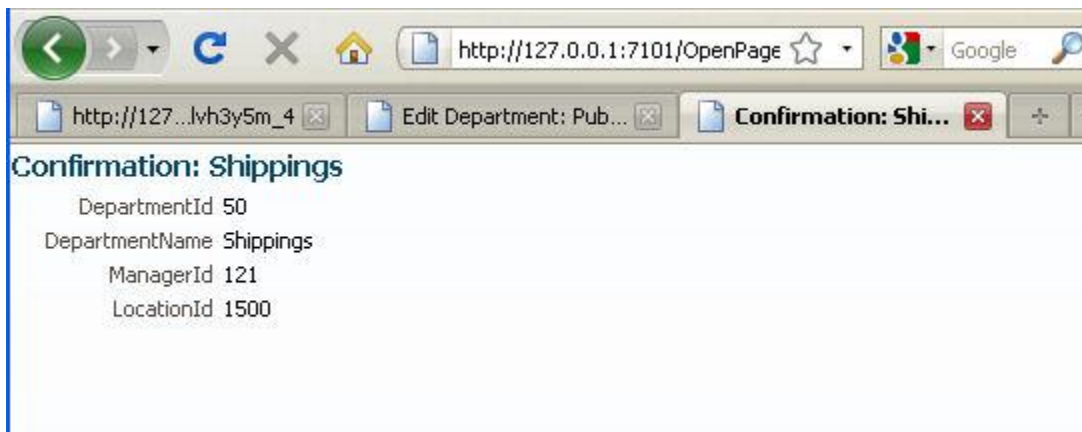 http://127.0.0.1:7101/OpenPage Google
http://127...lvh3y5m_4 Edit Department: Pub... Confirmation: Shi...
Confirmation: Shippings
DepartmentId 50
DepartmentName Shippings
ManagerId 121
LocationId 1500